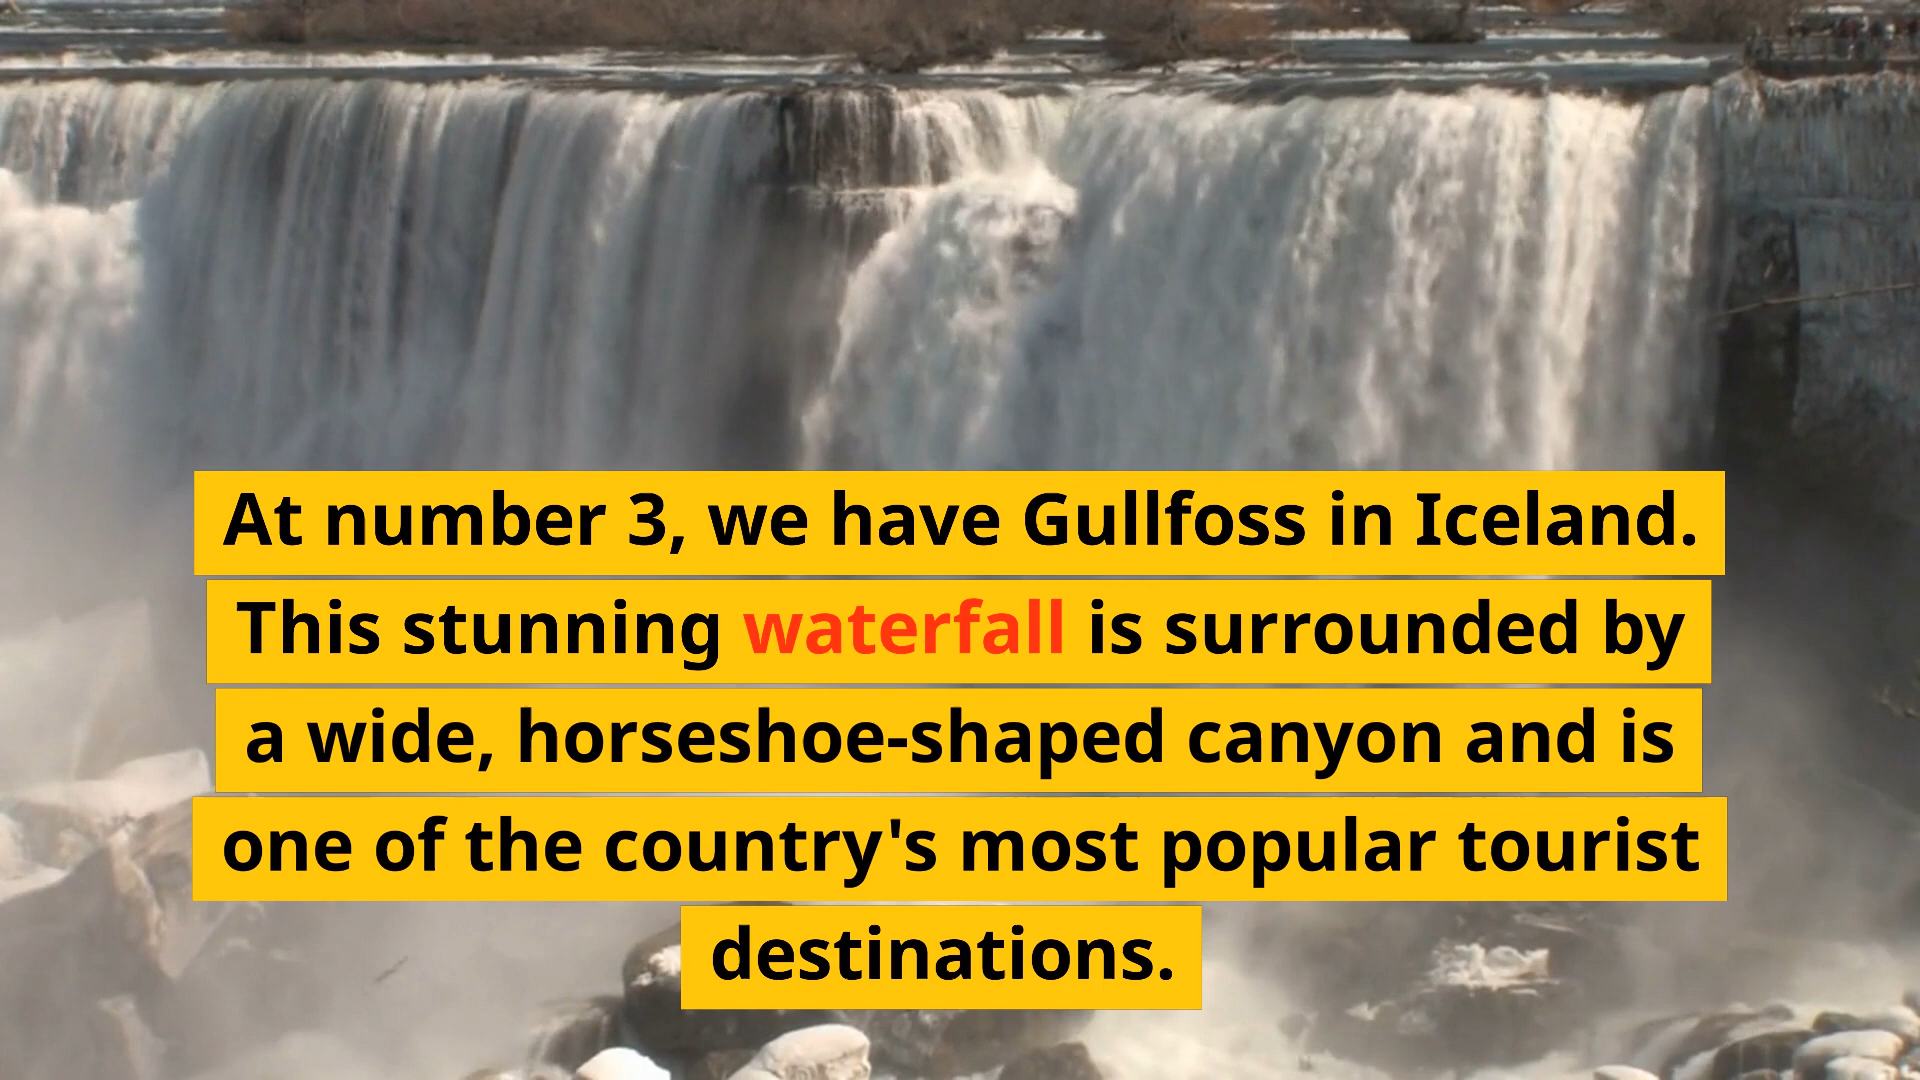 At number 3, we have Gullfoss in Iceland.
This stunning waterfall is surrounded by
a wide, horseshoe-shaped canyon and is
one of the country's most popular tourist
destinations.